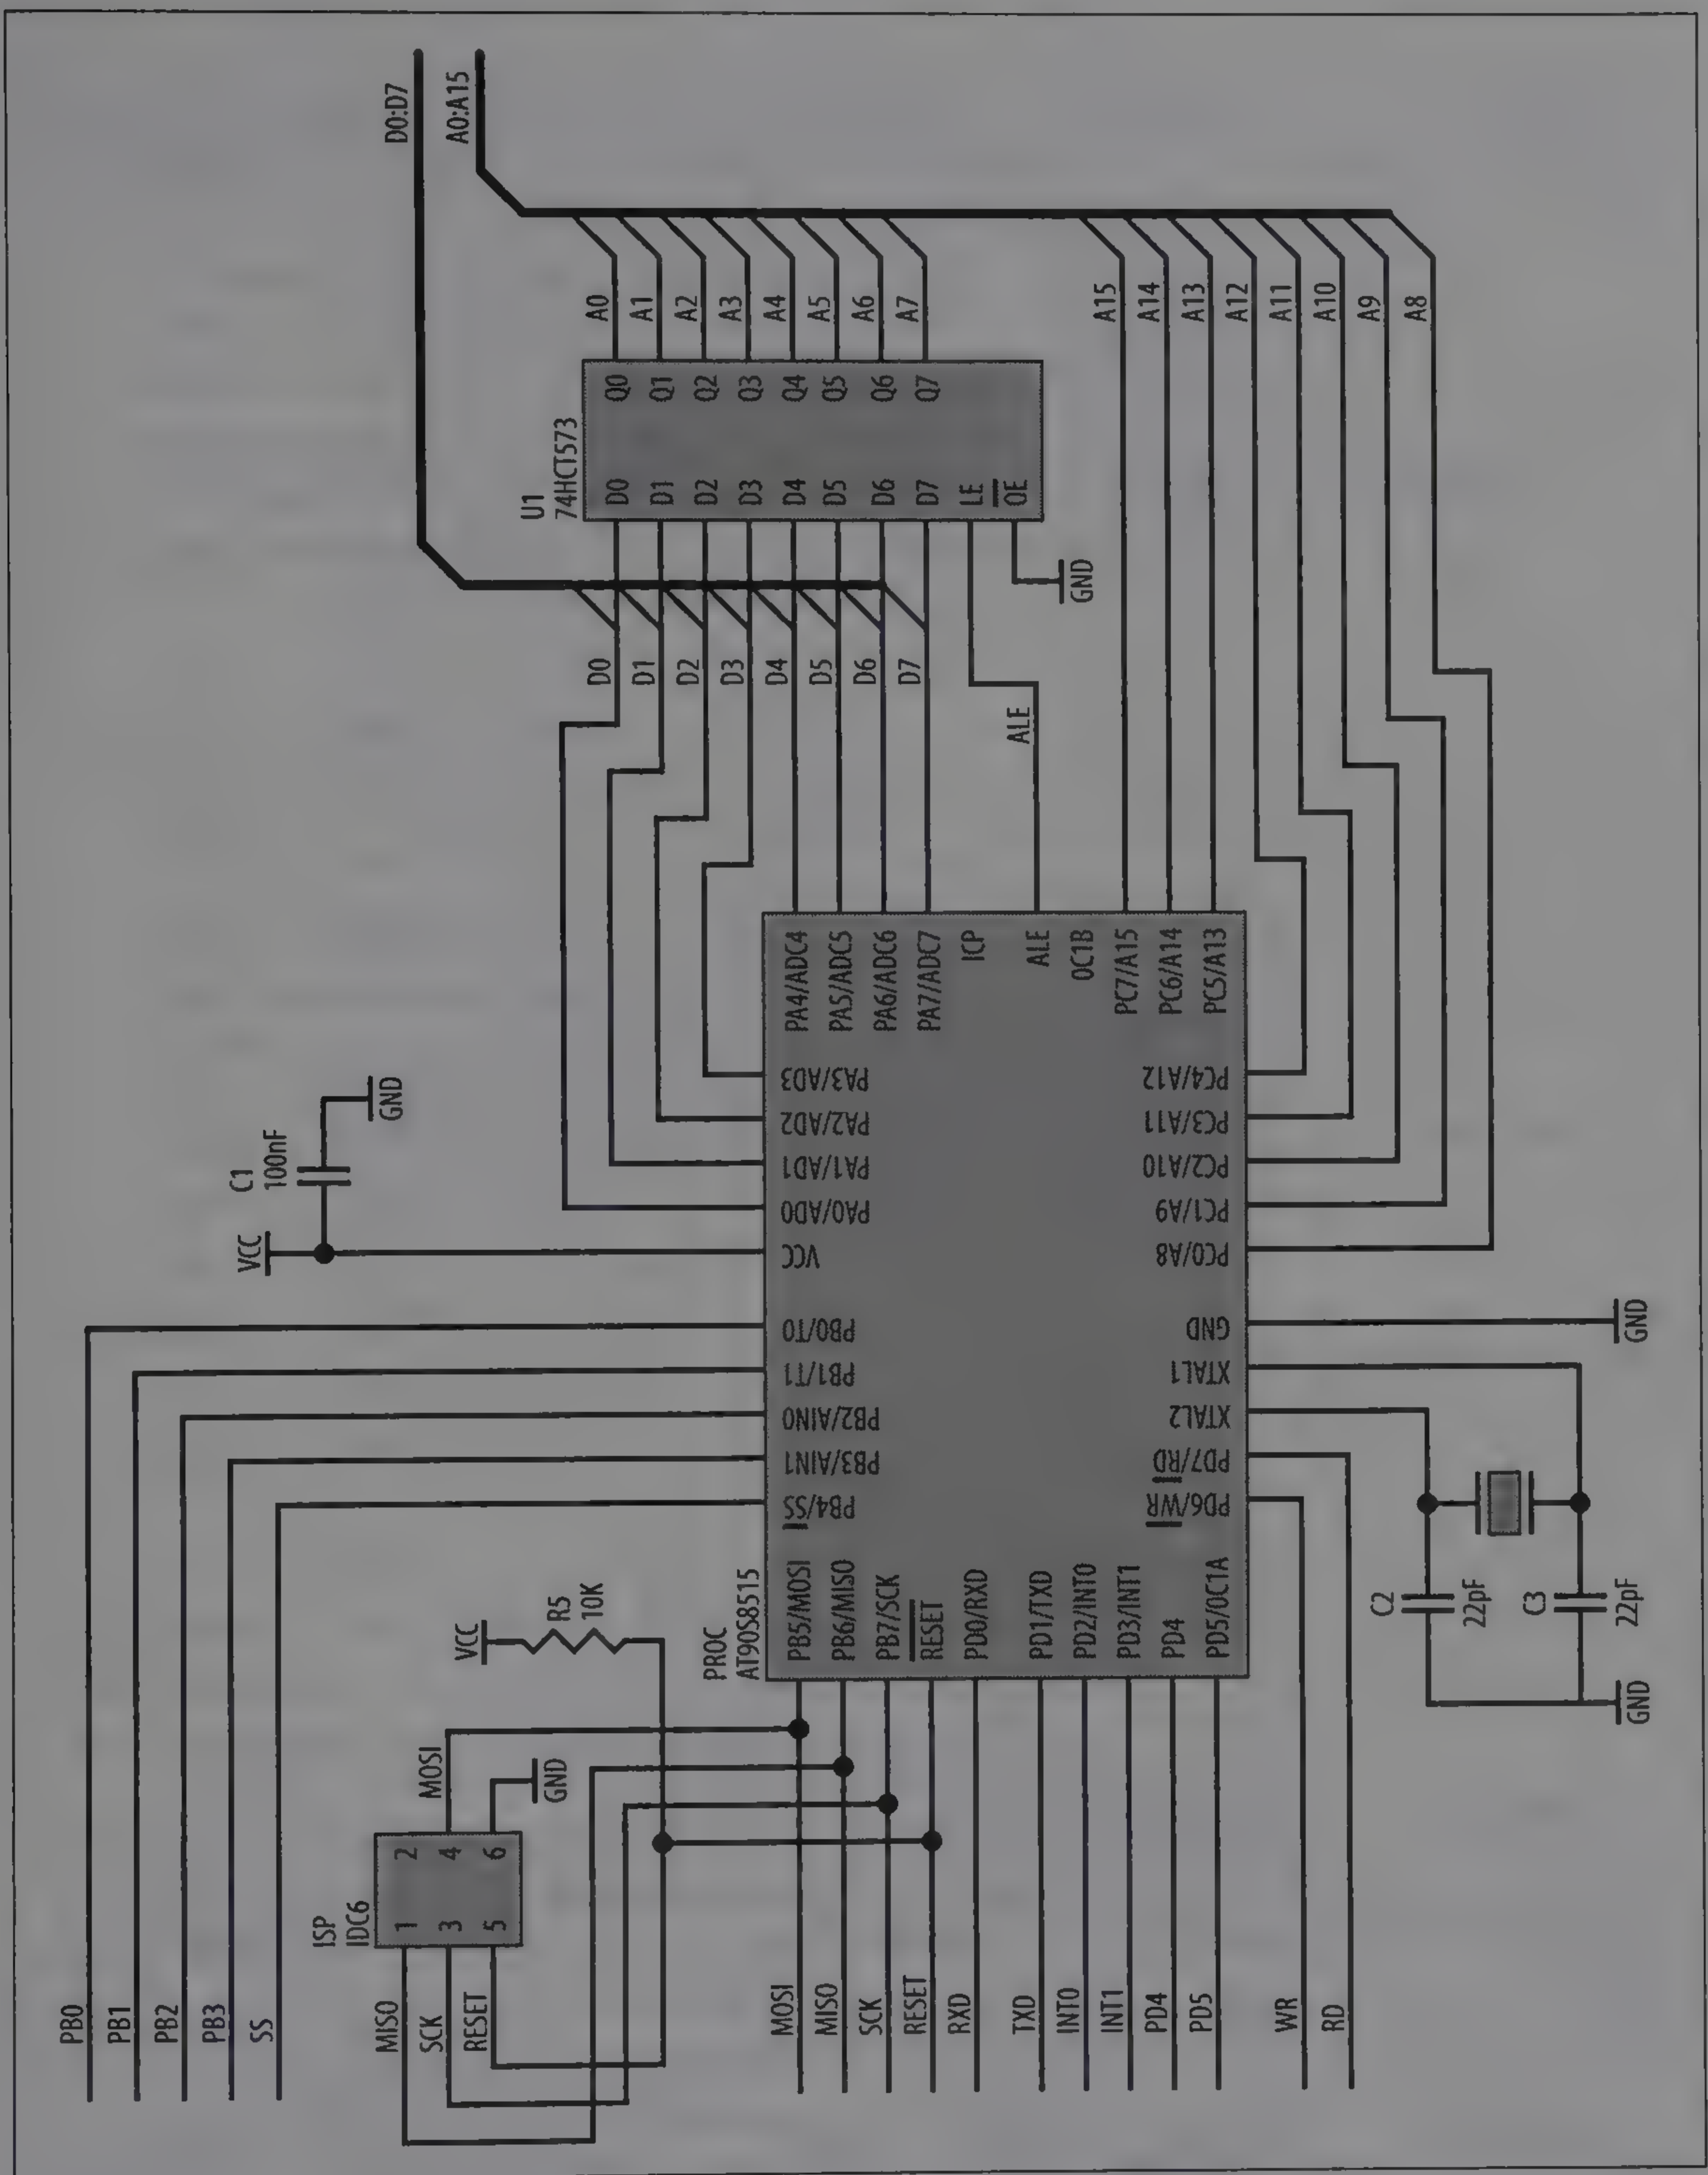 D0:D7
A0:A15
A0
A1
A2
A3
A4
A5
A6
A7
A15
A14
A13
A12
A11
A10
A9
A8
U1
74HCT573
Q0
Q1
Q2
Q3
Q4
Q5
Q6
Q7
D0
D1
D2
D3
D4
D5
D6
D7
LE
OE
GND
D0
D1
D2
D3
D4
D5
D6
D7
ALE
C1
100nF
GND
VCC
PROC
AT90S8515
PA4/ADC4
PA5/ADC5
PA6/ADC6
PA7/ADC7
ICP
ALE
OC1B
PC7/A15
PC6/A14
PC5/A13
PA3/AD3
PA2/AD2
PA1/AD1
PA0/AD0
VCC
PB0/T0
PB1/T1
PB2/AIN0
PB3/AIN1
PB4/SS
PC4/A12
PC3/A11
PC2/A10
PC1/A9
PC0/A8
GND
XTAL1
XTAL2
PD7/RD
PD6/WR
PB5/MOSI
PB6/MISO
PB7/SCK
RESET
PD0/RXD
PD1/TXD
PD2/INT0
PD3/INT1
PD4
PD5/OC1A
GND
C2
22pF
C3
22pF
GND
VCC
R5
10K
ISP
IDC6
1 2
3 4
5 6
MOSI
GND
MISO
SCK
RESET
PB0
PB1
PB2
PB3
SS
MOSI
MISO
SCK
RESET
RXD
TXD
INT0
INT1
PD4
PD5
WR
RD